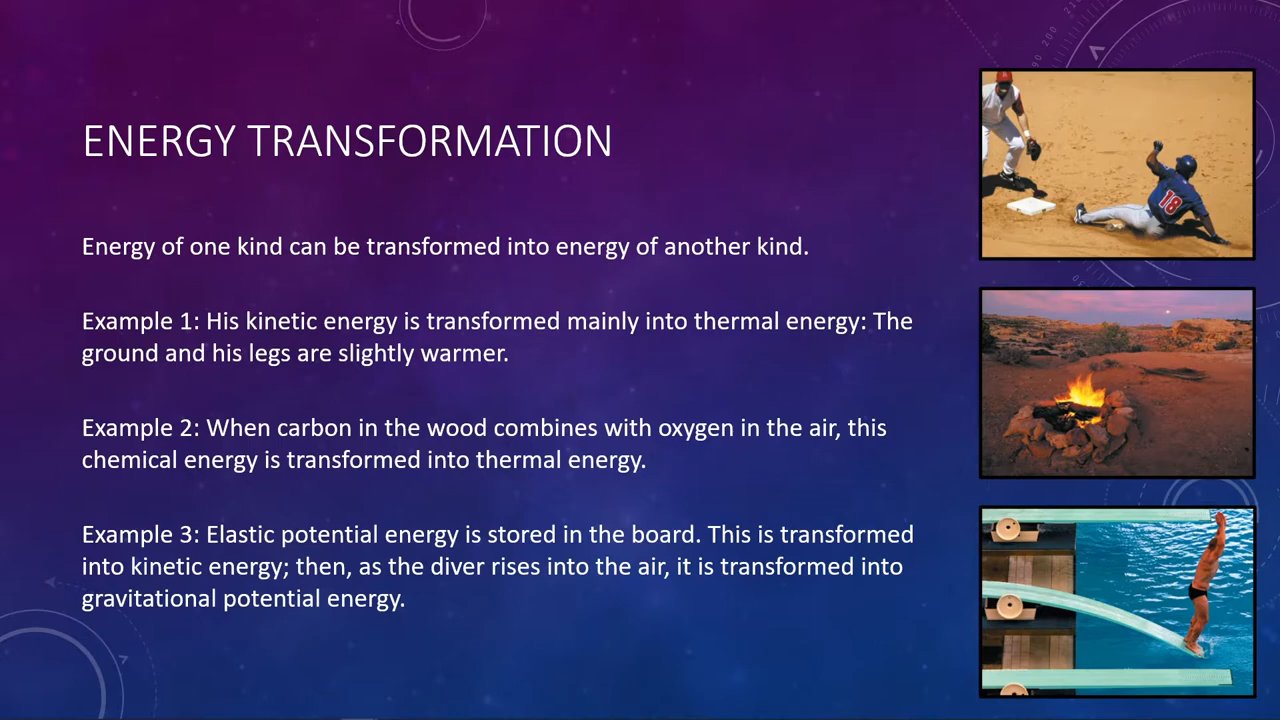 ENERGY TRANSFORMATION
Energy of one kind can be transformed into energy of another kind.
Example 1: His kinetic energy is transformed mainly into thermal energy: The
ground and his legs are slightly warmer.
Example 2: When carbon in the wood combines with oxygen in the air, this
chemical energy is transformed into thermal energy.
Example 3: Elastic potential energy is stored in the board. This is transformed
into kinetic energy; then, as the diver rises into the air, it is transformed into
gravitational potential energy.
18
200